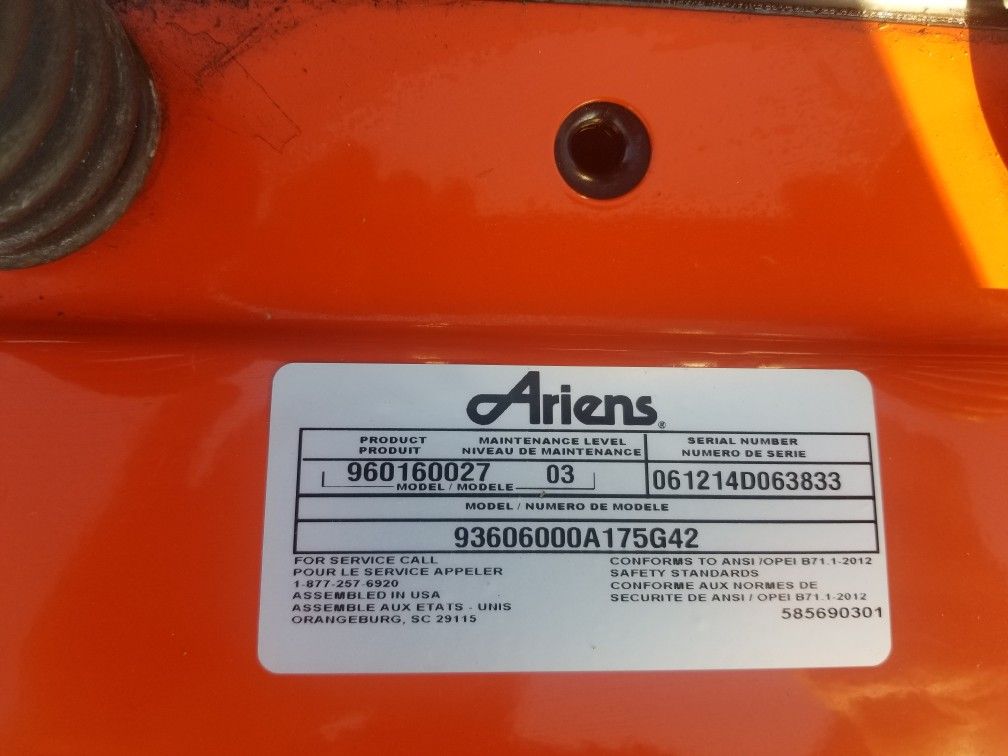 Ariens®
PRODUCT MAINTENANCE LEVEL SERIAL NUMBER
PRODUIT NIVEAU DE MAINTENANCE NUMERO DE SERIE
960160027 03 061214D063833
MODEL / MODELE
MODEL / NUMERO DE MODELE
93606000A175G42
FOR SERVICE CALL
POUR LE SERVICE APPELER
1-877-257-6920
ASSEMBLED IN USA
ASSEMBLE AUX ETATS - UNIS
ORANGEBURG, SC 29115
CONFORMS TO ANSI /OPEI B71.1-2012
SAFETY STANDARDS
CONFORME AUX NORMES DE
SECURITE DE ANSI / OPEI B71.1-2012
585690301